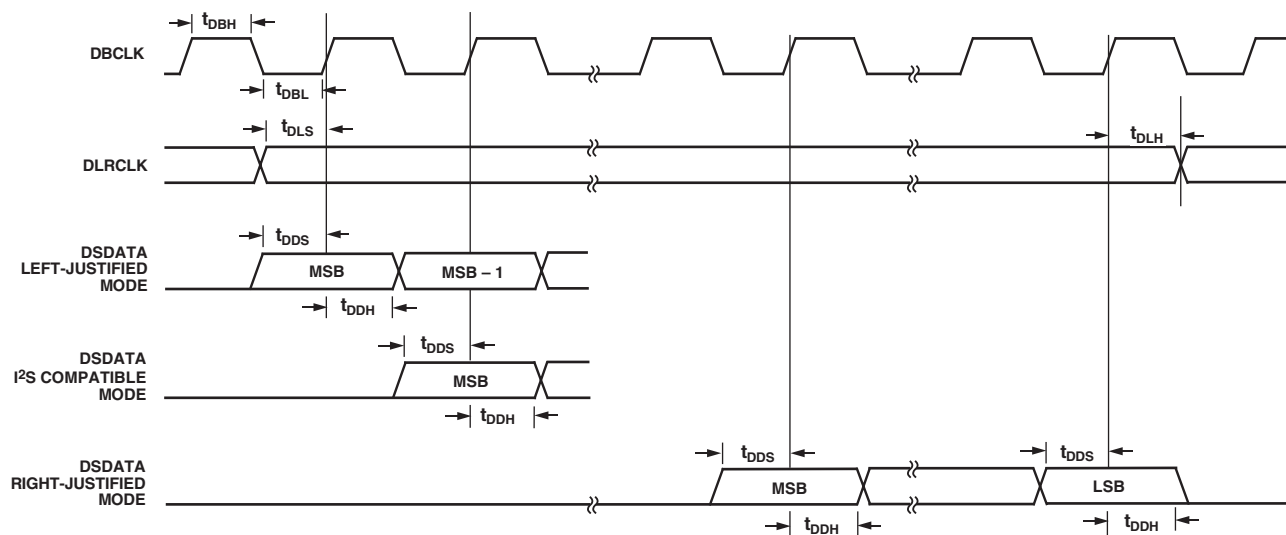 tDBH
DBCLK
tDBL
tDLS
tDLH
DLRCLK
tDDS
DSDATA
LEFT-JUSTIFIED
MODE
MSB
MSB – 1
tDDH
DSDATA
I²S COMPATIBLE
MODE
tDDS
MSB
tDDH
DSDATA
RIGHT-JUSTIFIED
MODE
tDDS
tDDS
MSB
LSB
tDDH
tDDH